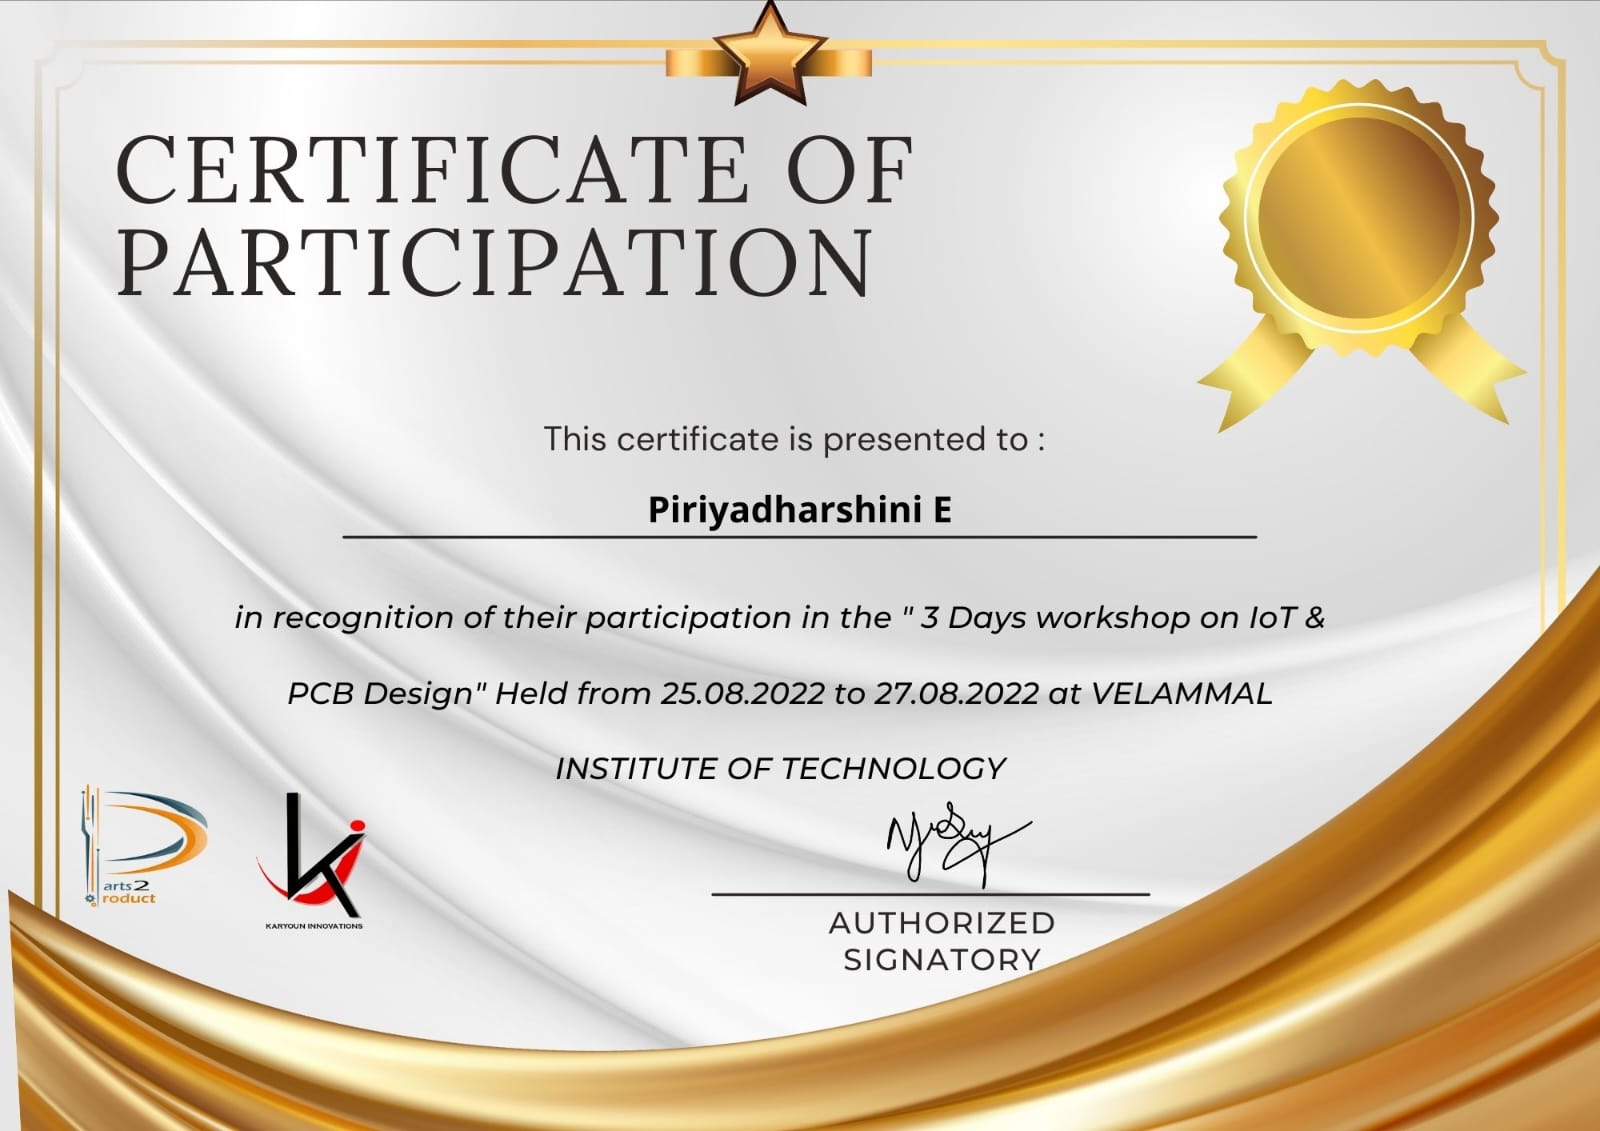 CERTIFICATE OF
PARTICIPATION
This certificate is presented to :
Piriyadharshini E
in recognition of their participation in the " 3 Days workshop on IoT &
PCB Design" Held from 25.08.2022 to 27.08.2022 at VELAMMAL
INSTITUTE OF TECHNOLOGY
arts2
roduct
KARYOUN INNOVATIONS
AUTHORIZED
SIGNATORY